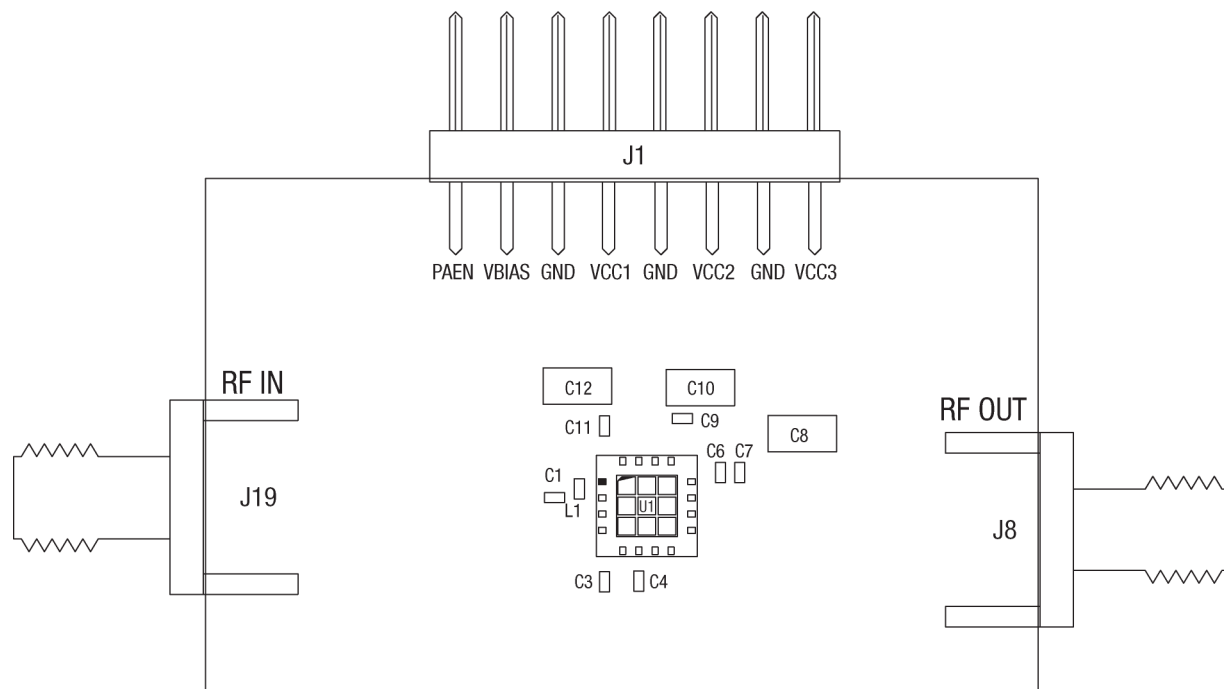 J1
PAEN VBIAS GND VCC1 GND VCC2 GND VCC3
RF IN
C12
C10
C11
C9
C8
RF OUT
C6 C7
C1
L1
U1
J19
J8
C3
C4